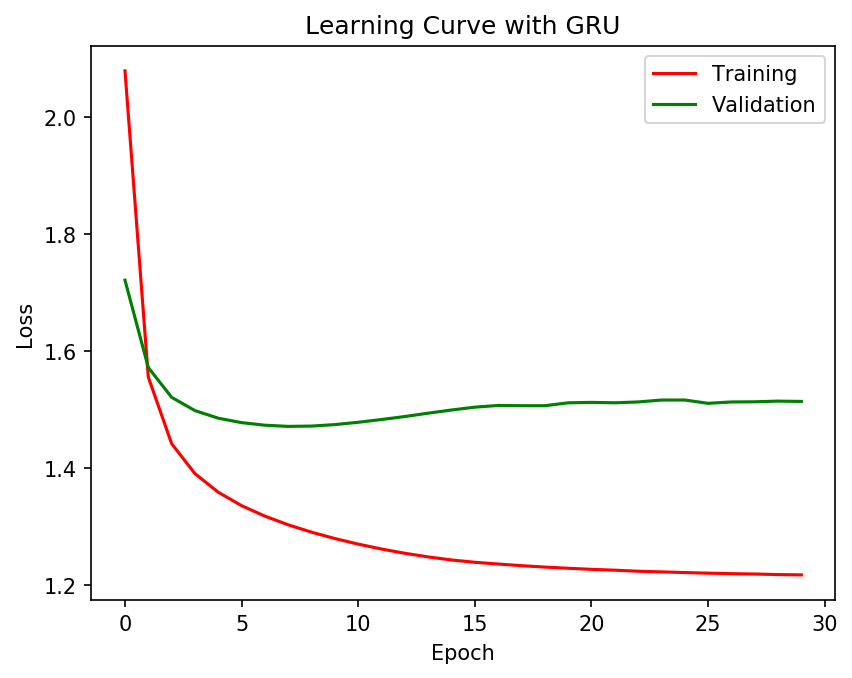 Learning Curve with GRU
Training
Validation
2.0
1.8
1.6
1.4
1.2
Loss
0 5 10 15 20 25 30
Epoch